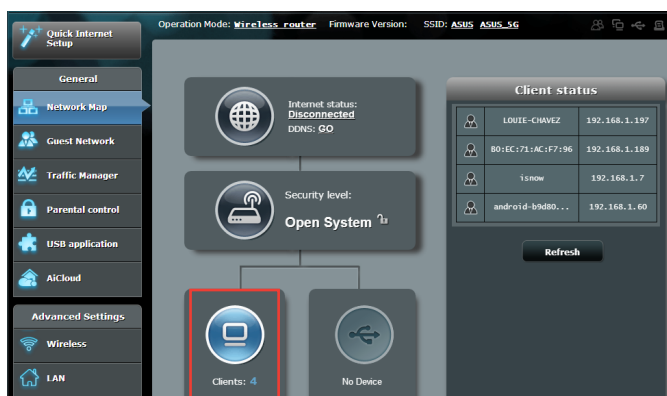 Quick Internet
Setup
Operation Mode: Wireless router Firmware Version: SSID: ASUS ASUS_5G
General
Network Map
Guest Network
Traffic Manager
Parental control
USB application
AiCloud
Advanced Settings
Wireless
LAN
Internet status:
Disconnected
DDNS: GO
Security level:
Open System
Clients: 4
No Device
Client status
LOUIE-CHAVEZ 192.168.1.197
B0:EC:71:AC:F7:96 192.168.1.189
isnow 192.168.1.7
android-b9d80... 192.168.1.60
Refresh